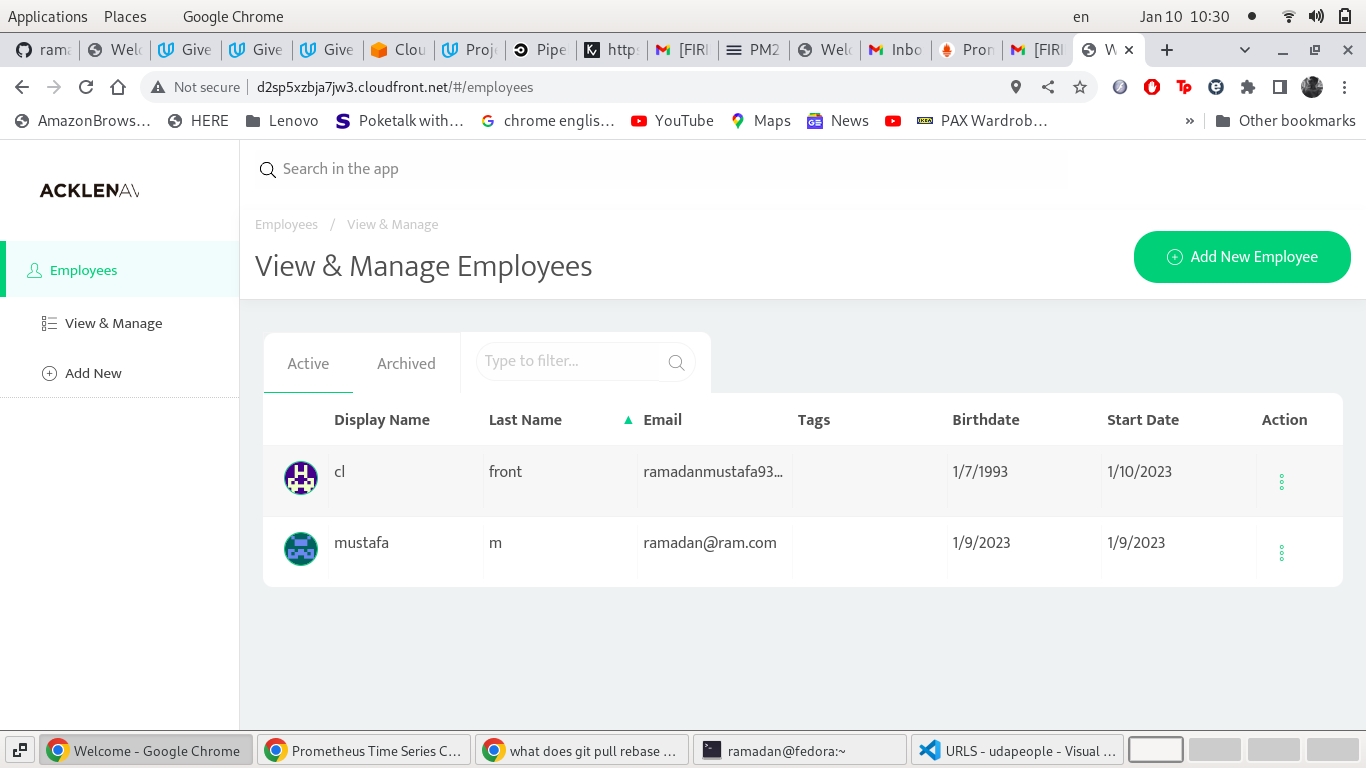 Applications Places Google Chrome en Jan 10 10:30
rama Welc Give Give Give Clou Proje Pipe https [FIRI PM2 Welc Inbo Pron [FIRI W
Not secure d2sp5xzbja7jw3.cloudfront.net/#/employees
AmazonBrows... HERE Lenovo Poketalk with... chrome englis... YouTube Maps News PAX Wardrob... » Other bookmarks
ACKLENAV
Search in the app
Employees / View & Manage
View & Manage Employees
Add New Employee
Employees
View & Manage
Add New
Active Archived Type to filter...
Display Name Last Name Email Tags Birthdate Start Date Action
cl front ramadanmustafa93... 1/7/1993 1/10/2023
mustafa m ramadan@ram.com 1/9/2023 1/9/2023
Welcome - Google Chrome Prometheus Time Series C... what does git pull rebase ... ramadan@fedora:~ URLS - udapeople - Visual ...